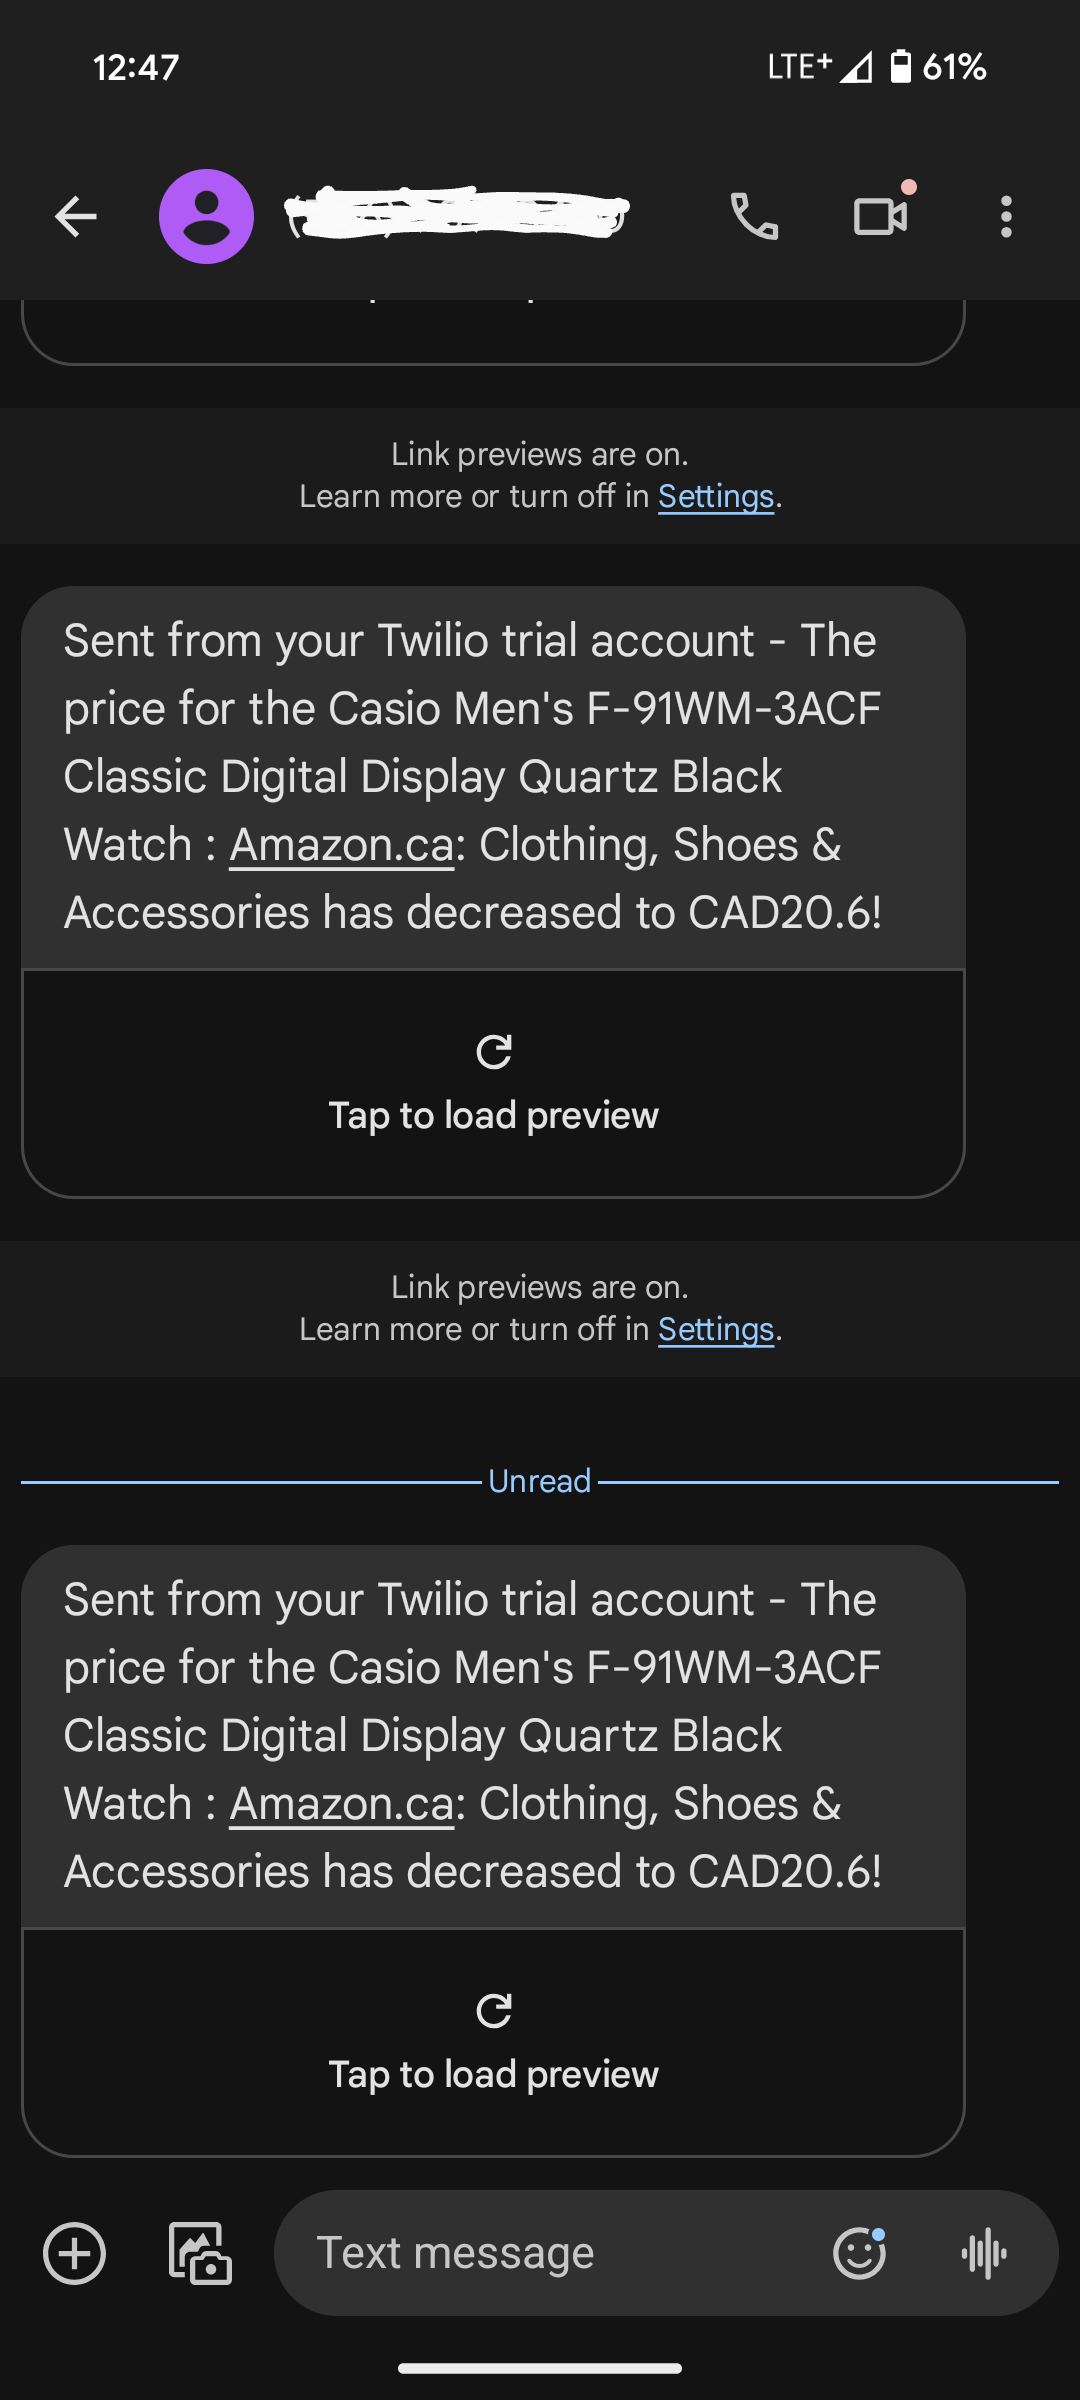 12:47 LTE+ 61%
Link previews are on.
Learn more or turn off in Settings.
Sent from your Twilio trial account - The
price for the Casio Men's F-91WM-3ACF
Classic Digital Display Quartz Black
Watch : Amazon.ca: Clothing, Shoes &
Accessories has decreased to CAD20.6!
Tap to load preview
Link previews are on.
Learn more or turn off in Settings.
Unread
Sent from your Twilio trial account - The
price for the Casio Men's F-91WM-3ACF
Classic Digital Display Quartz Black
Watch : Amazon.ca: Clothing, Shoes &
Accessories has decreased to CAD20.6!
Tap to load preview
Text message